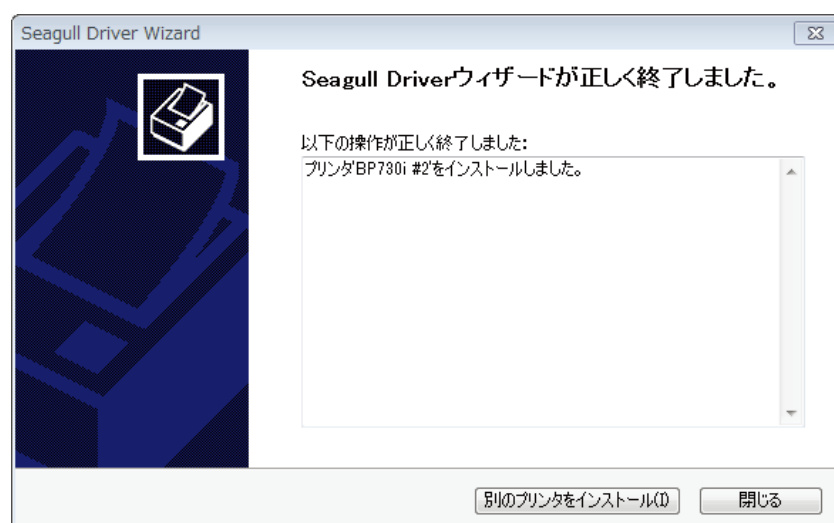 Seagull Driver Wizard
Seagull Driverウィザードが正しく終了しました。
以下の操作が正しく終了しました:
プリンタ'BP730i #2'をインストールしました。
別のプリンタをインストール(I) 閉じる